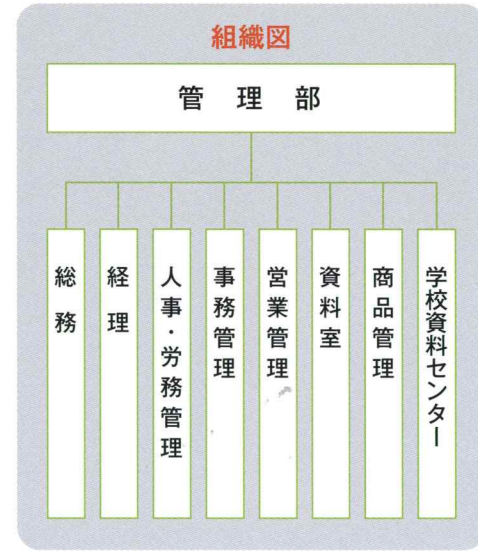 組織図
管理部
総務
経理
人事・労務管理
事務管理
営業管理
資料室
商品管理
学校資料センター